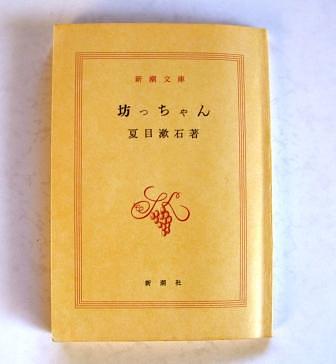 新潮文庫
坊っちゃん
夏目漱石著
新潮社